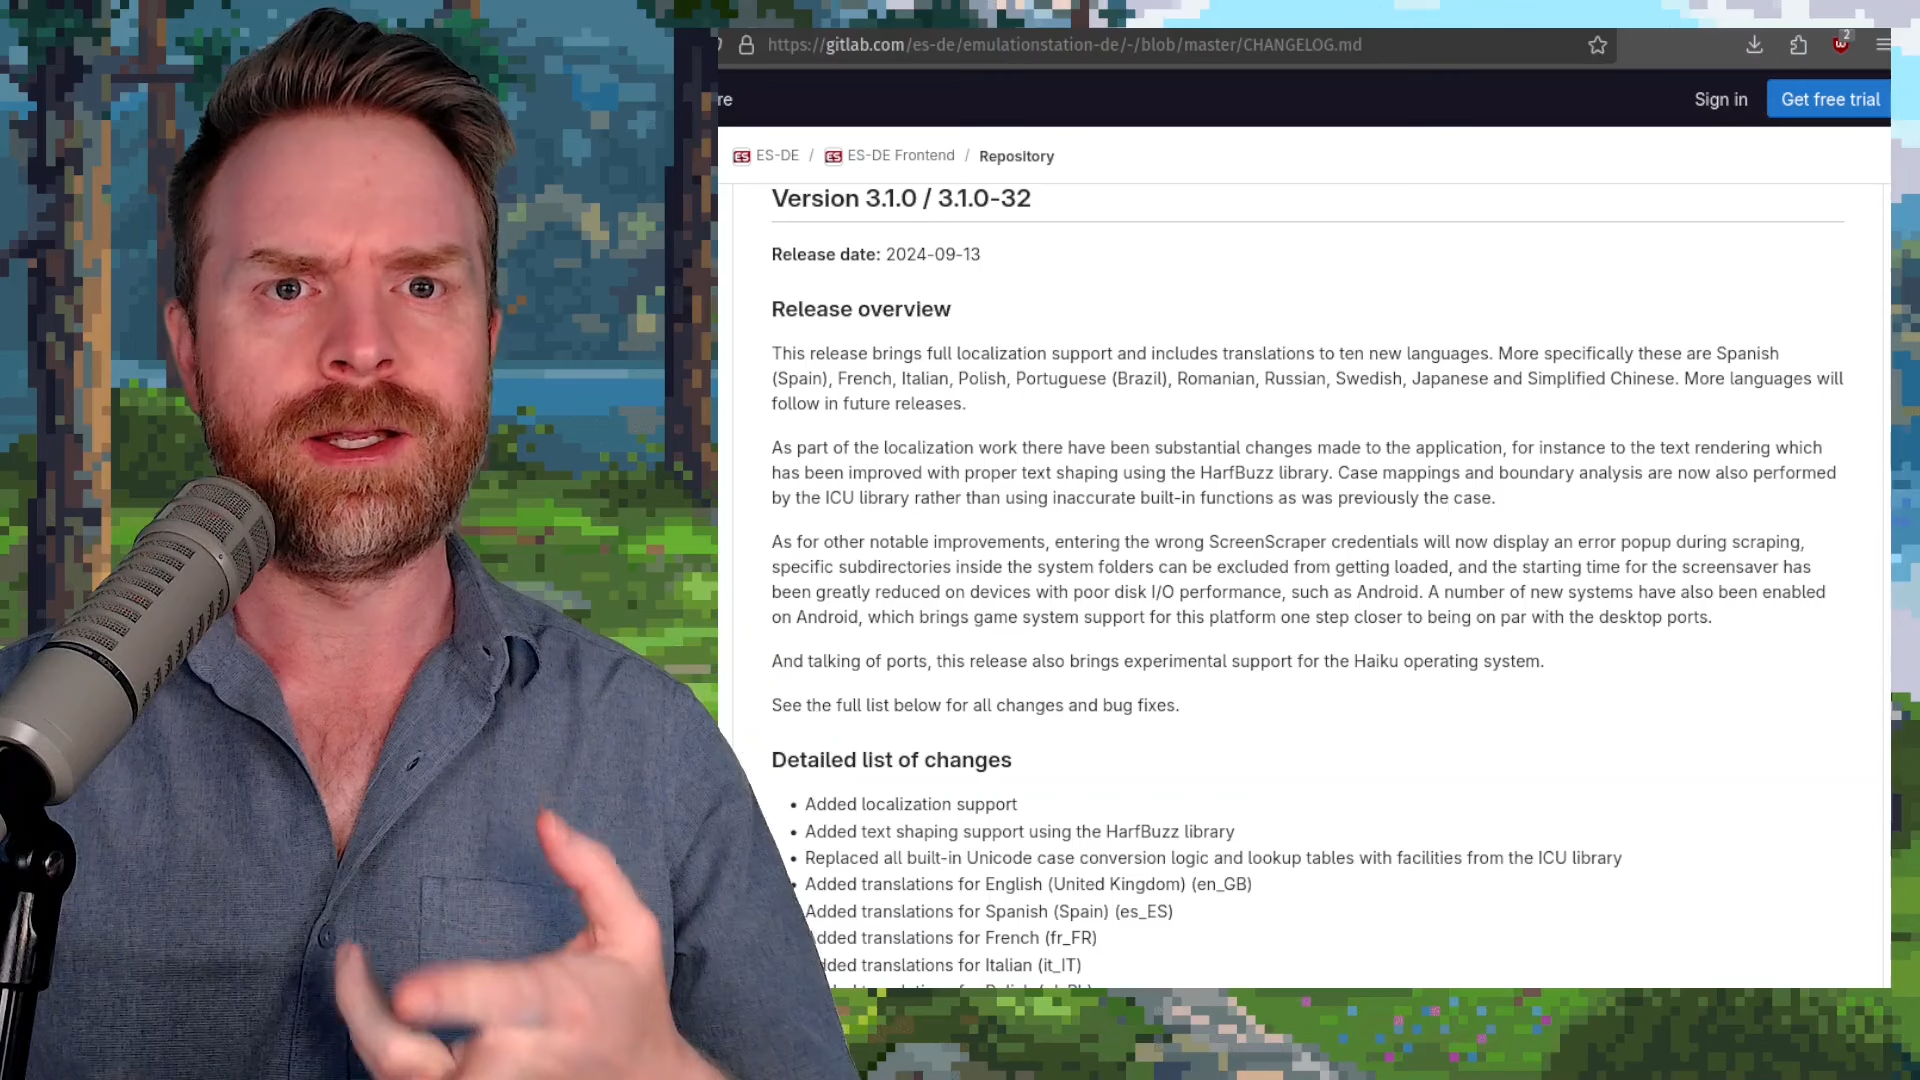 https://gitlab.com/es-de/emulationstation-de/-/blob/master/CHANGELOG.md
2
re
Sign in
Get free trial
ES-DE / ES-DE Frontend / Repository
Version 3.1.0 / 3.1.0-32
Release date: 2024-09-13
Release overview
This release brings full localization support and includes translations to ten new languages. More specifically these are Spanish
(Spain), French, Italian, Polish, Portuguese (Brazil), Romanian, Russian, Swedish, Japanese and Simplified Chinese. More languages will
follow in future releases.
As part of the localization work there have been substantial changes made to the application, for instance to the text rendering which
has been improved with proper text shaping using the HarfBuzz library. Case mappings and boundary analysis are now also performed
by the ICU library rather than using inaccurate built-in functions as was previously the case.
As for other notable improvements, entering the wrong ScreenScraper credentials will now display an error popup during scraping,
specific subdirectories inside the system folders can be excluded from getting loaded, and the starting time for the screensaver has
been greatly reduced on devices with poor disk I/O performance, such as Android. A number of new systems have also been enabled
on Android, which brings game system support for this platform one step closer to being on par with the desktop ports.
And talking of ports, this release also brings experimental support for the Haiku operating system.
See the full list below for all changes and bug fixes.
Detailed list of changes
• Added localization support
• Added text shaping support using the HarfBuzz library
• Replaced all built-in Unicode case conversion logic and lookup tables with facilities from the ICU library
• Added translations for English (United Kingdom) (en_GB)
Added translations for Spanish (Spain) (es_ES)
Added translations for French (fr_FR)
dded translations for Italian (it_IT)